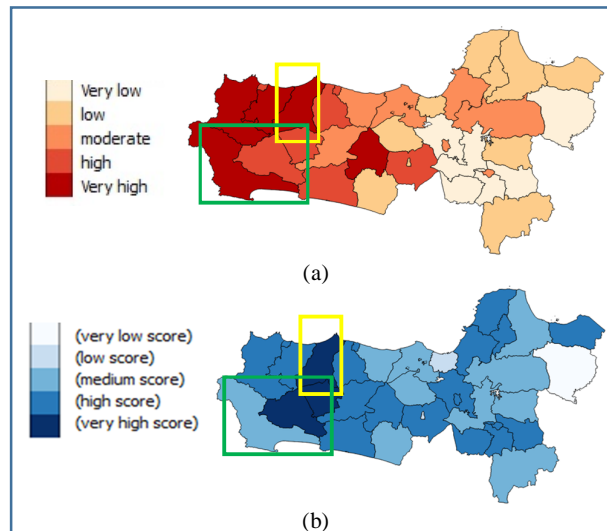 Very low
low
moderate
high
Very high
(a)
(very low score)
(low score)
(medium score)
(high score)
(very high score)
(b)